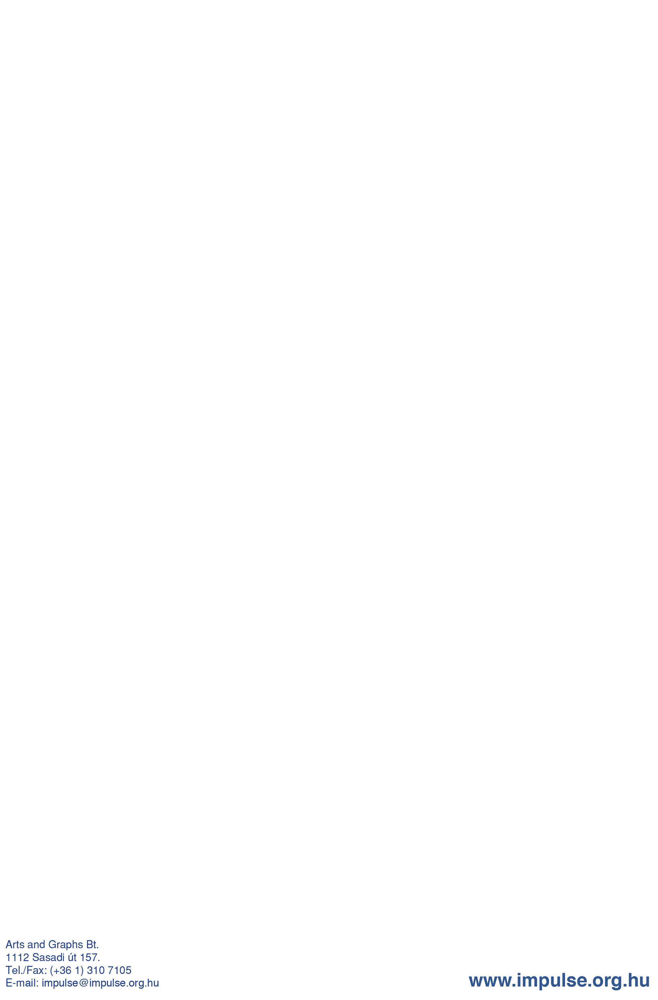 Arts and Graphs Bt.
1112 Sasadi út 157.
Tel./Fax: (+36 1) 310 7105
E-mail: impulse@impulse.org.hu
www.impulse.org.hu